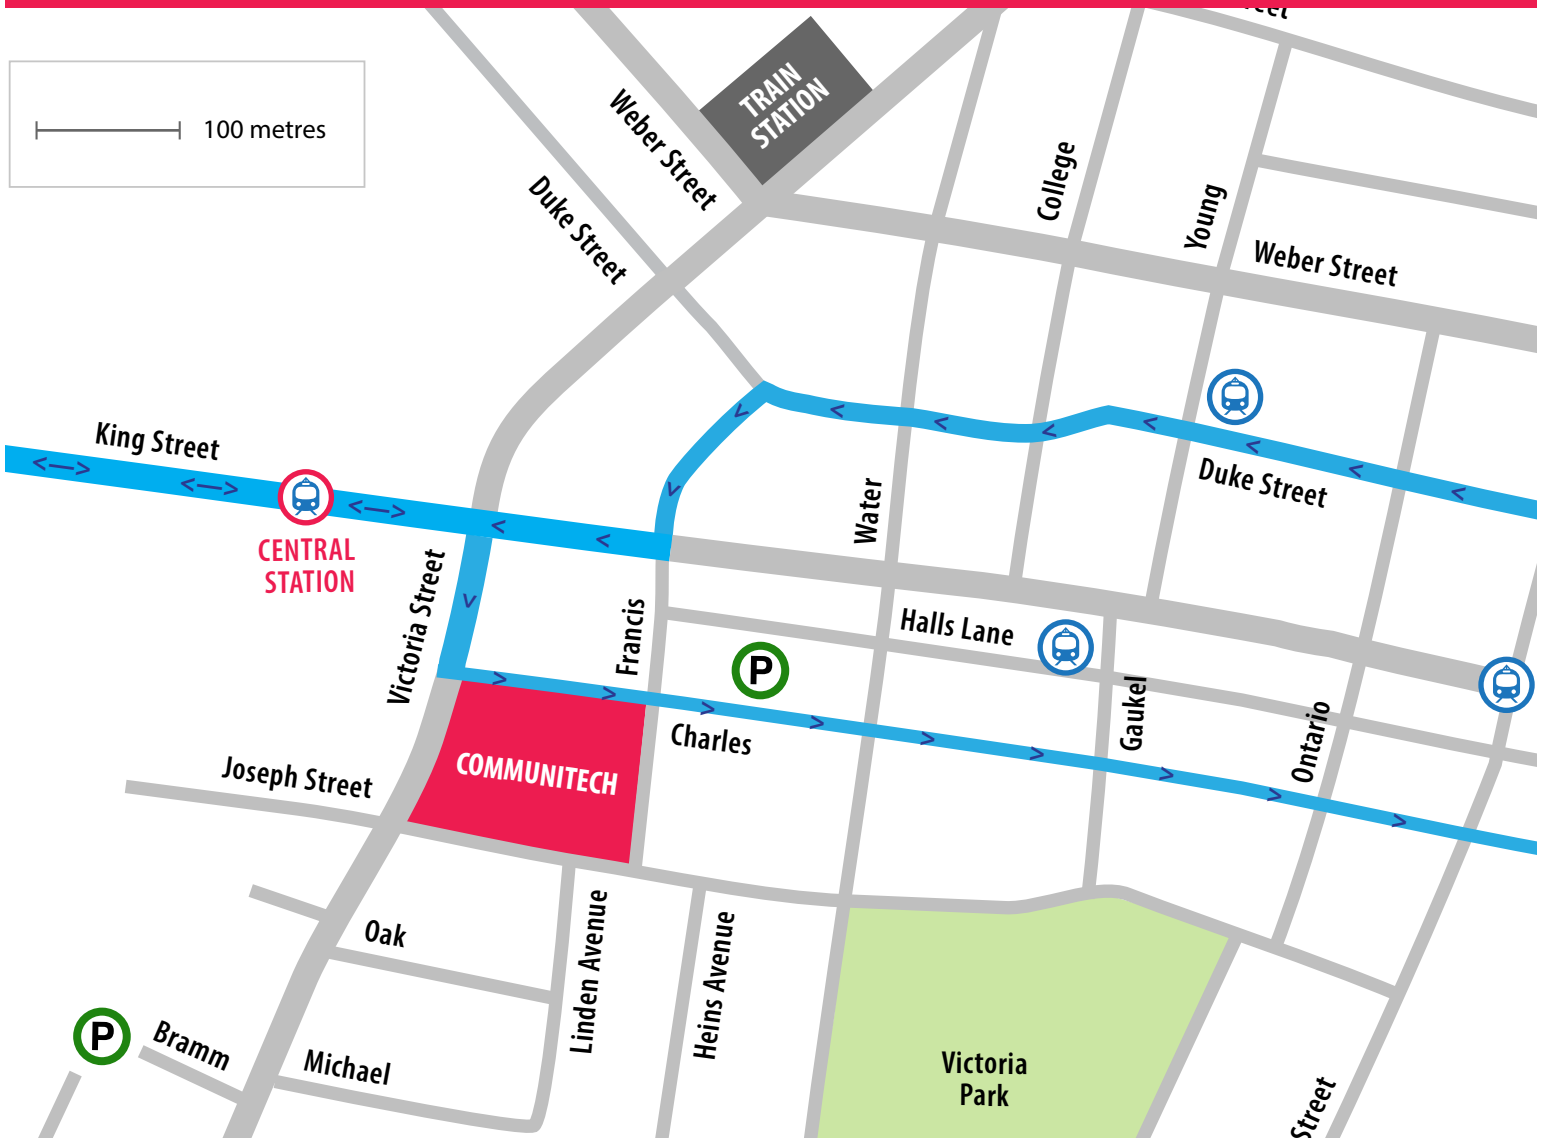 100 metres
TRAIN
STATION
Weber Street
Duke Street
College
Young
Weber Street
King Street
CENTRAL
STATION
Duke Street
Water
Victoria Street
Francis
Halls Lane
P
Charles
Gaukel
Ontario
COMMUNITECH
Joseph Street
Oak
Linden Avenue
Heins Avenue
P
Bramm
Michael
Victoria
Park
Street